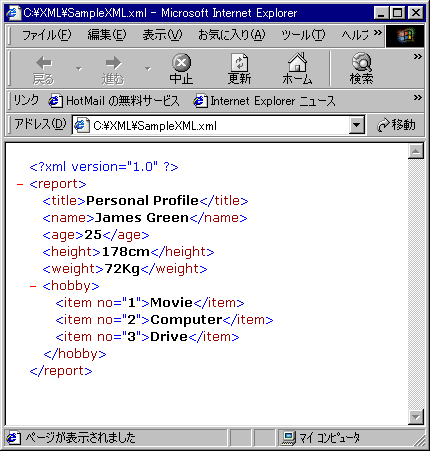 C:¥XML¥SampleXML.xml - Microsoft Internet Explorer
ファイル(F) 編集(E) 表示(V) お気に入り(A) ツール(T) ヘルプ »
戻る 進む 中止 更新 ホーム 検索 »
リンク HotMail の無料サービス Internet Explorer ニュース »
アドレス(D) C:¥XML¥SampleXML.xml 移動
<?xml version="1.0" ?>
- <report>
<title>Personal Profile</title>
<name>James Green</name>
<age>25</age>
<height>178cm</height>
<weight>72Kg</weight>
- <hobby>
<item no="1">Movie</item>
<item no="2">Computer</item>
<item no="3">Drive</item>
</hobby>
</report>
ページが表示されました マイ コンピュータ